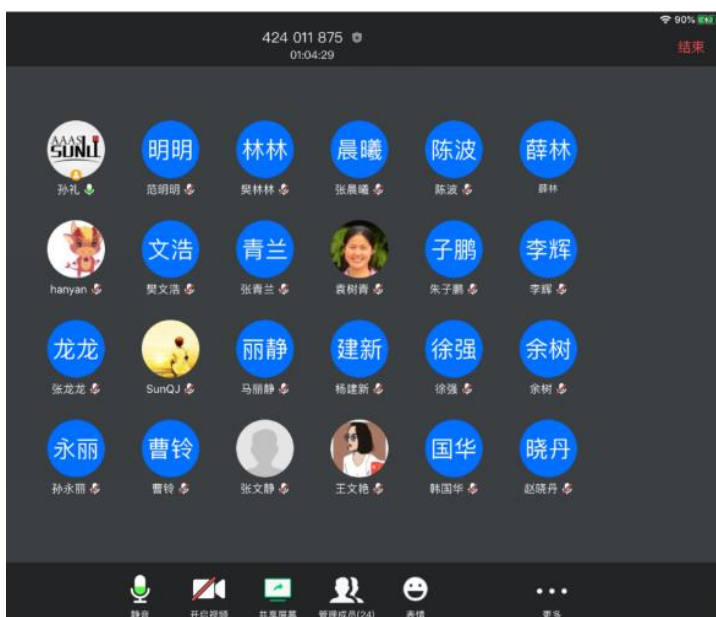 90%
424 011 875
结束
01:04:29
AAAS
SUNLI
明明
林林
晨曦
陈波
薛林
孙礼
范明明
樊林林
张晨曦
陈波
薛林
文浩
青兰
子鹏
李辉
hanyan
樊文浩
张青兰
袁树青
朱子鹏
李辉
龙龙
丽静
建新
徐强
余树
张龙龙
SunQJ
马丽静
杨建新
徐强
余树
永丽
曹铃
国华
晓丹
孙永丽
曹铃
张文静
王文艳
韩国华
赵晓丹
静音
开启视频
共享屏幕
管理成员(24)
表情
更多